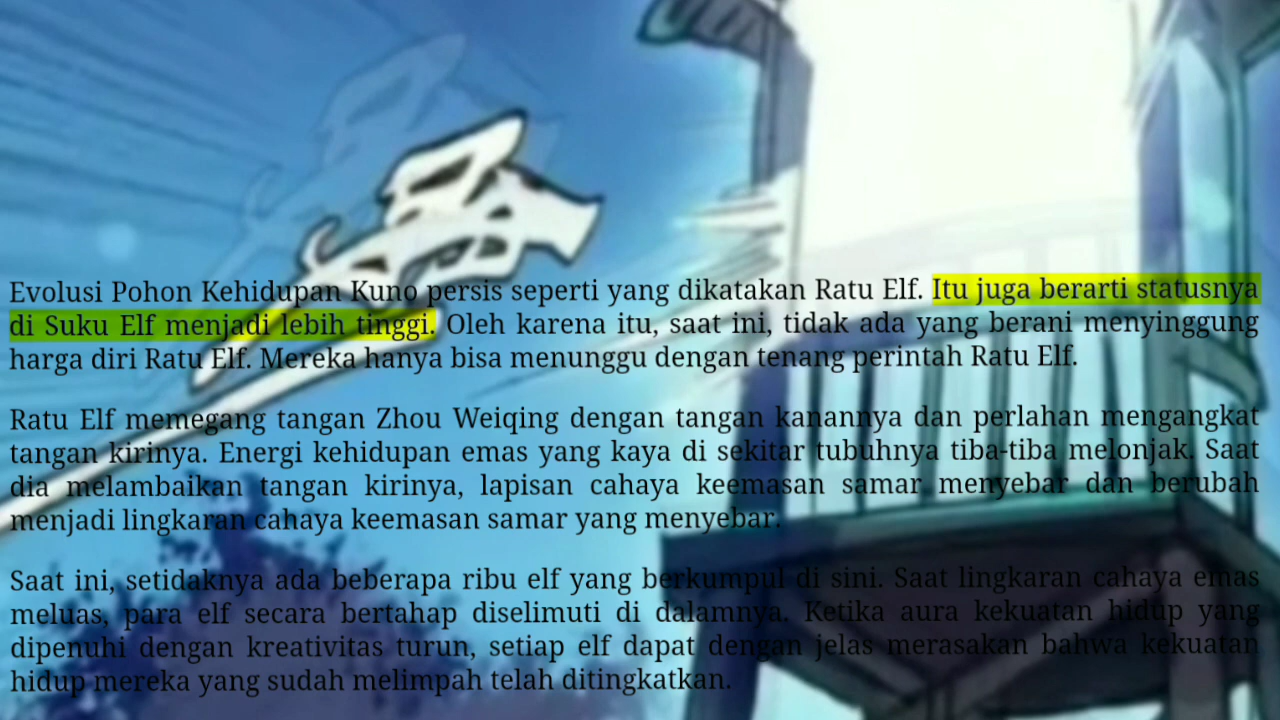 Evolusi Pohon Kehidupan Kuno persis seperti yang dikatakan Ratu Elf. Itu juga berarti statusnya
di Suku Elf menjadi lebih tinggi. Oleh karena itu, saat ini, tidak ada yang berani menyinggung
harga diri Ratu Elf. Mereka hanya bisa menunggu dengan tenang perintah Ratu Elf.
Ratu Elf memegang tangan Zhou Weiqing dengan tangan kanannya dan perlahan mengangkat
tangan kirinya. Energi kehidupan emas yang kaya di sekitar tubuhnya tiba-tiba melonjak. Saat
dia melambaikan tangan kirinya, lapisan cahaya keemasan samar menyebar dan berubah
menjadi lingkaran cahaya keemasan samar yang menyebar.
Saat ini, setidaknya ada beberapa ribu elf yang berkumpul di sini. Saat lingkaran cahaya emas
meluas, para elf secara bertahap diselimuti di dalamnya. Ketika aura kekuatan hidup yang
dipenuhi dengan kreativitas turun, setiap elf dapat dengan jelas merasakan bahwa kekuatan
hidup mereka yang sudah melimpah telah ditingkatkan.